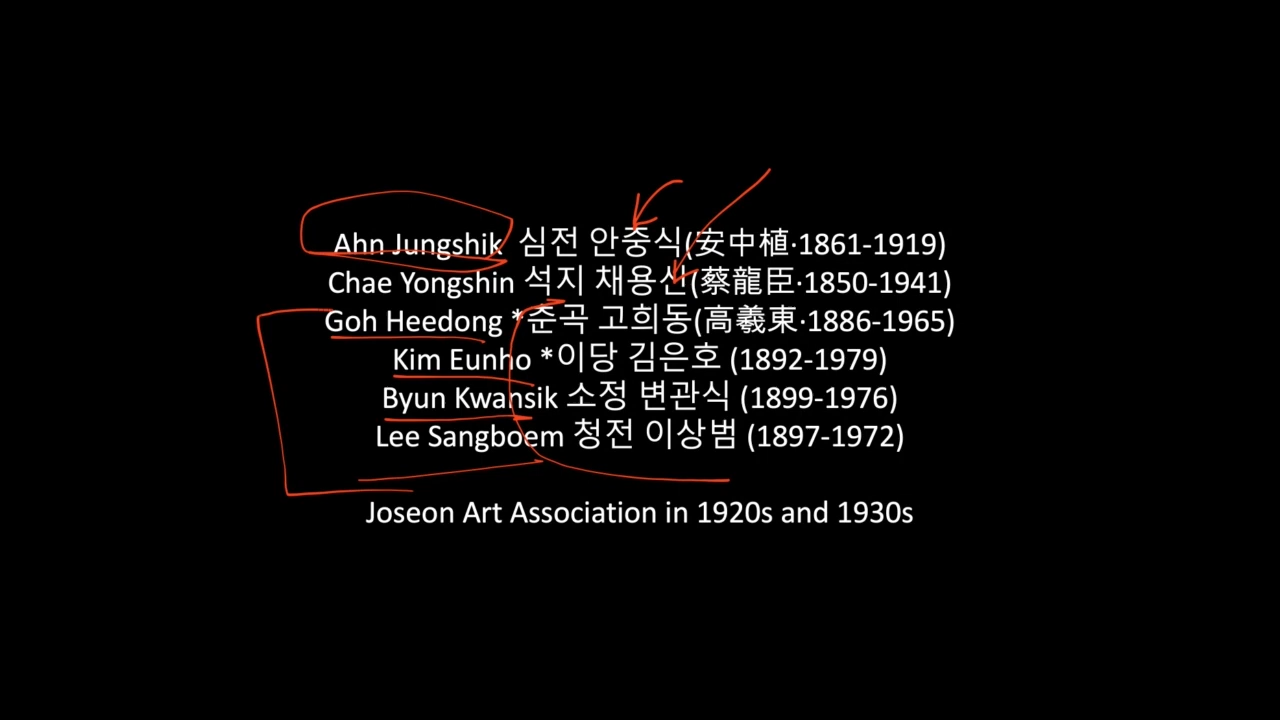 Ahn Jungshik 심전 안중식(安中植·1861-1919)
Chae Yongshin 석지 채용신(蔡龍臣·1850-1941)
Goh Heedong *춘곡 고희동(高羲東·1886-1965)
Kim Eunho *이당 김은호 (1892-1979)
Byun Kwansik 소정 변관식 (1899-1976)
Lee Sangboem 청전 이상범 (1897-1972)
Joseon Art Association in 1920s and 1930s